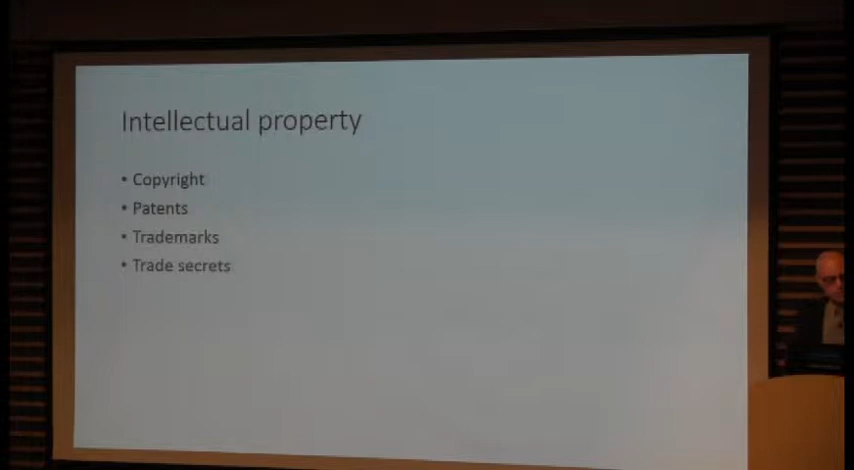 Intellectual property
• Copyright
• Patents
• Trademarks
• Trade secrets